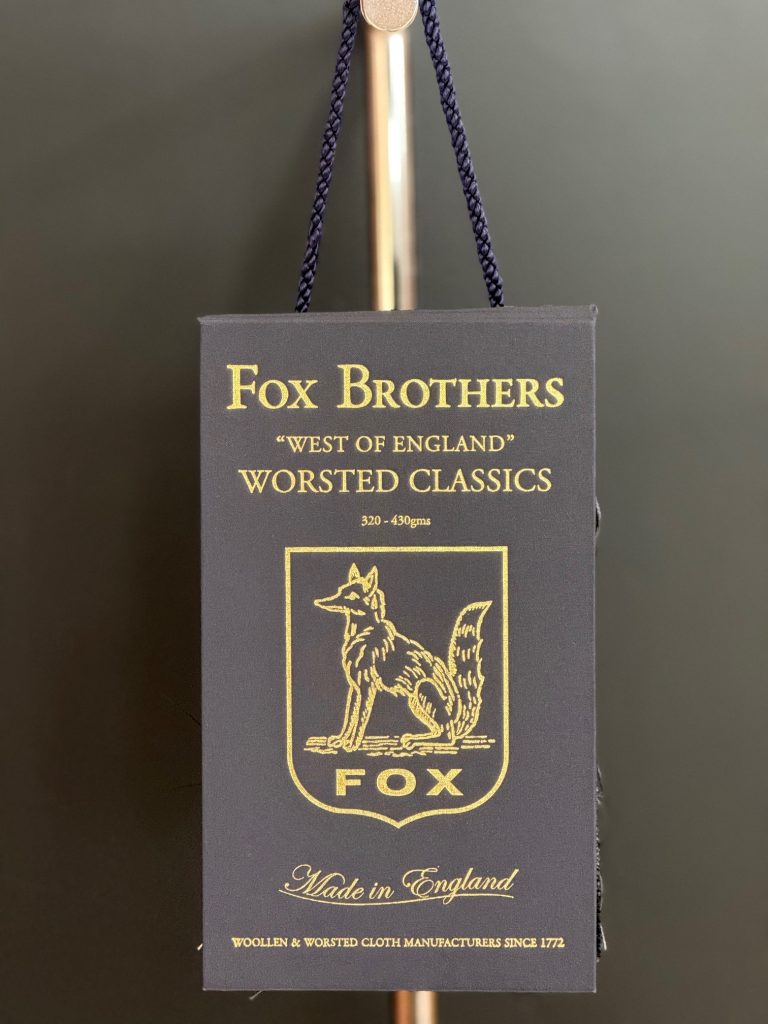 Fox Brothers
“WEST OF ENGLAND”
WORSTED CLASSICS
320 - 430gms
FOX
Made in England
WOOLLEN & WORSTED CLOTH MANUFACTURERS SINCE 1772